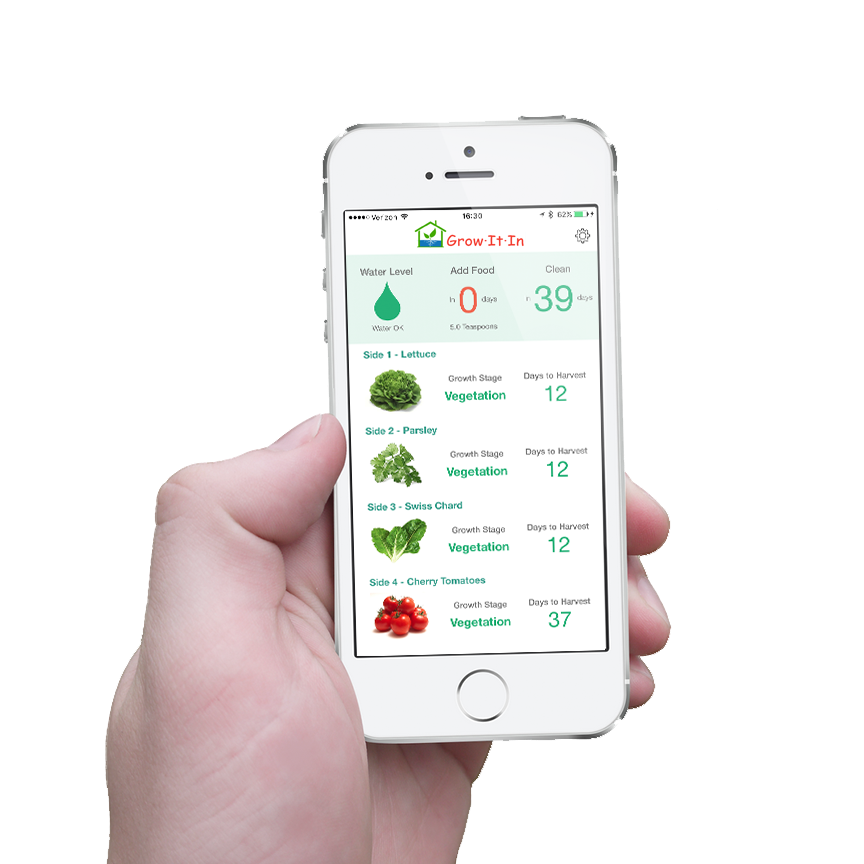 Verizon 16:30 62%
Grow·It·In
Water Level Add Food Clean
In 0 days
in 39 days
Water OK 5.0 Teaspoons
Side 1 - Lettuce
Growth Stage Days to Harvest
Vegetation 12
Side 2 - Parsley
Growth Stage Days to Harvest
Vegetation 12
Side 3 - Swiss Chard
Growth Stage Days to Harvest
Vegetation 12
Side 4 - Cherry Tomatoes
Growth Stage Days to Harvest
Vegetation 37